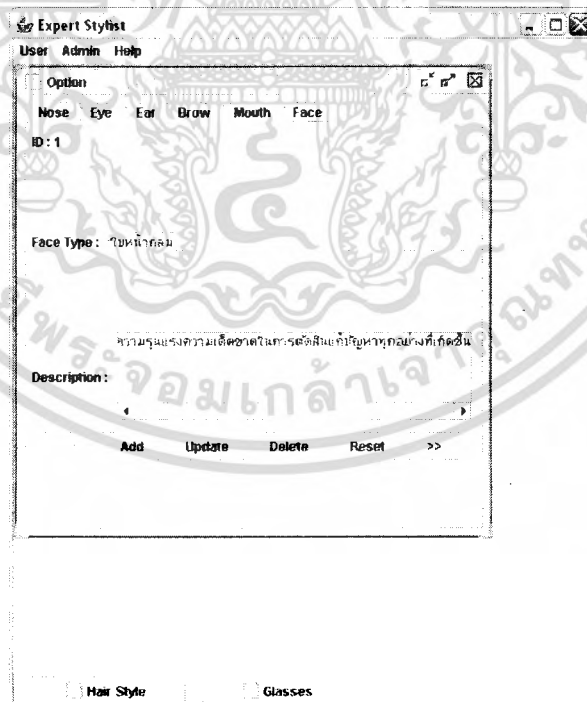 Expert Stylist
User Admin Help
Option
Nose Eye Ear Brow Mouth Face
ID : 1
Face Type : ใบหน้ากลม
ความรุนแรงความเด็ดขาดในการตัดสินแก้ปัญหาทุกอย่างที่เกิดขึ้น
Description :
Add Update Delete Reset >>
Hair Style Glasses